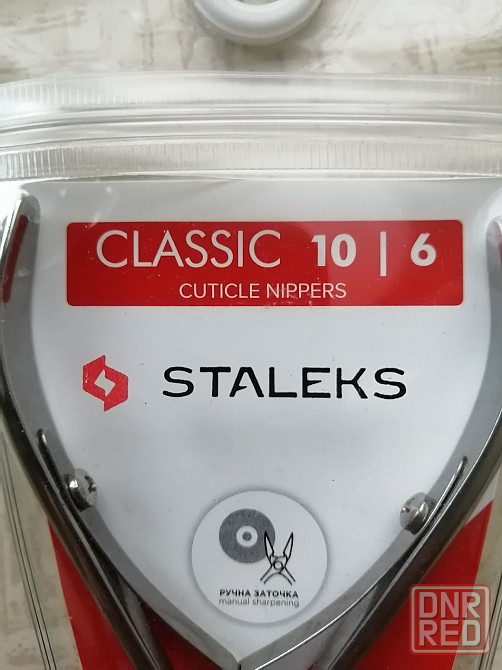 CLASSIC 10 | 6
CUTICLE NIPPERS
STALEKS
РУЧНА ЗАТОЧКА
manual sharpening
DNR
RED